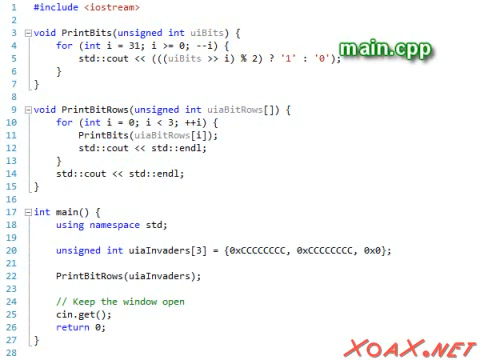 1 #include <iostream>
2
3 void PrintBits(unsigned int uiBits) {
4 for (int i = 31; i >= 0; --i) {
5 std::cout << (((uiBits >> i) % 2) ? '1' : '0');
6 }
7 }
8
9 void PrintBitRows(unsigned int uiaBitRows[]) {
10 for (int i = 0; i < 3; ++i) {
11 PrintBits(uiaBitRows[i]);
12 std::cout << std::endl;
13 }
14 std::cout << std::endl;
15 }
16
17 int main() {
18 using namespace std;
19
20 unsigned int uiaInvaders[3] = {0xCCCCCCCC, 0xCCCCCCCC, 0x0};
21
22 PrintBitRows(uiaInvaders);
23
24 // Keep the window open
25 cin.get();
26 return 0;
27 }
28
main.cpp
XOAX.NET